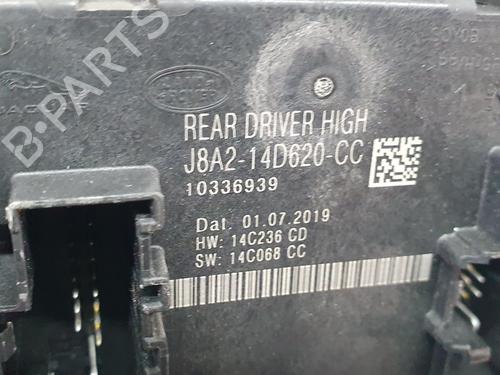 B-PARTS
REAR DRIVER HIGH
J8A2-14D620-CC
10336939
Dat. 01.07.2019
HW: 14C236 CD
SW: 14C068 CC